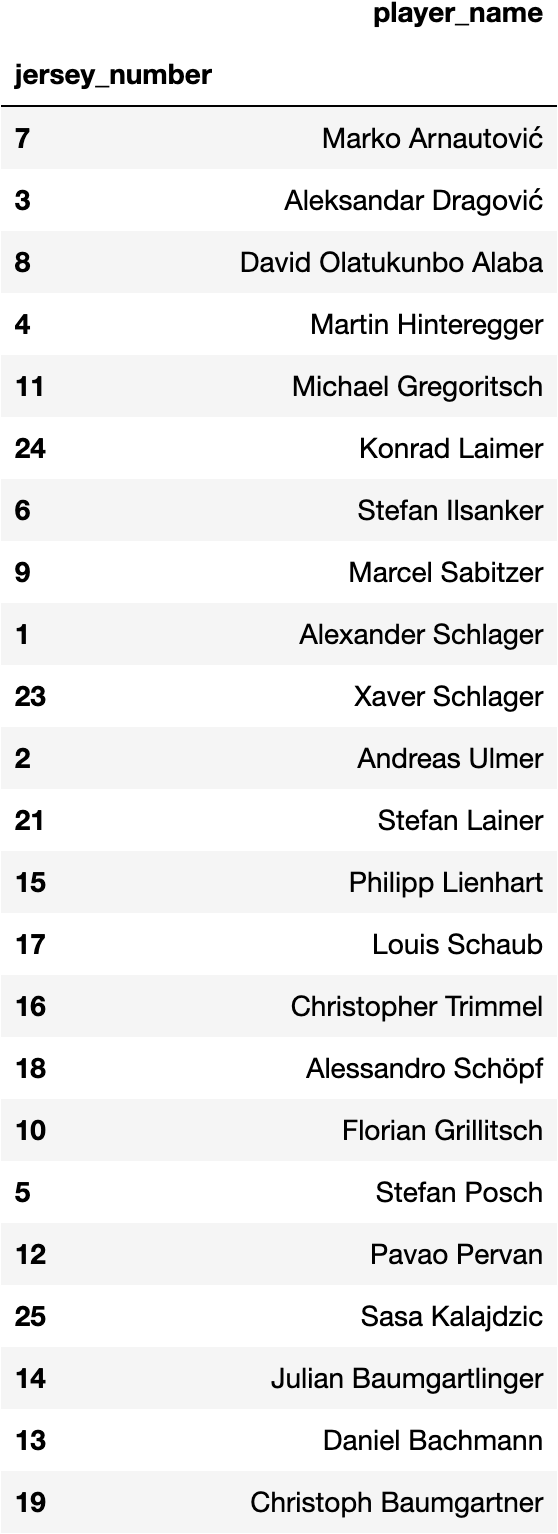 player_name
jersey_number
7 Marko Arnautović
3 Aleksandar Dragović
8 David Olatukunbo Alaba
4 Martin Hinteregger
11 Michael Gregoritsch
24 Konrad Laimer
6 Stefan Ilsanker
9 Marcel Sabitzer
1 Alexander Schlager
23 Xaver Schlager
2 Andreas Ulmer
21 Stefan Lainer
15 Philipp Lienhart
17 Louis Schaub
16 Christopher Trimmel
18 Alessandro Schöpf
10 Florian Grillitsch
5 Stefan Posch
12 Pavao Pervan
25 Sasa Kalajdzic
14 Julian Baumgartlinger
13 Daniel Bachmann
19 Christoph Baumgartner